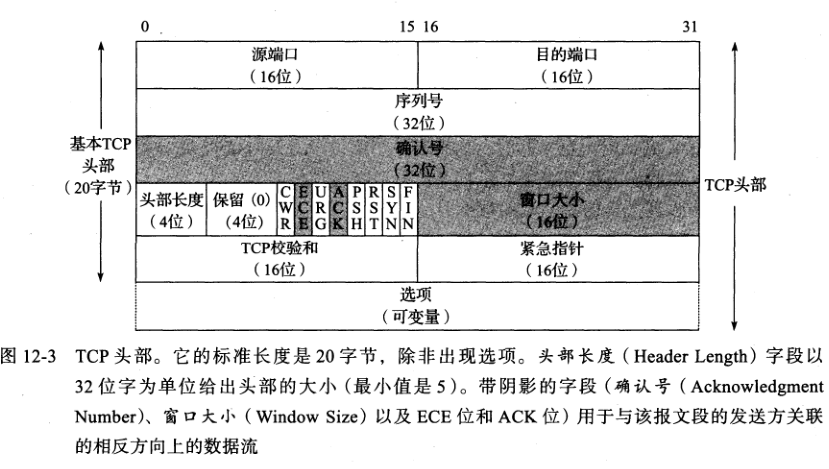 0 15 16 31
源端口 目的端口
（16位） （16位）
序列号
（32位）
基本TCP
头部
（20字节）
确认号
（32位）
TCP头部
头部长度 保留（0） CWR ECE URG ACK PSH RST SYN FIN 窗口大小
（4位） （4位） （16位）
TCP校验和 紧急指针
（16位） （16位）
选项
（可变量）
图 12-3 TCP 头部。它的标准长度是 20 字节，除非出现选项。头部长度（Header Length）字段以
32 位字为单位给出头部的大小（最小值是 5）。带阴影的字段（确认号（Acknowledgment
Number）、窗口大小（Window Size）以及 ECE 位和 ACK 位）用于与该报文段的发送方关联
的相反方向上的数据流